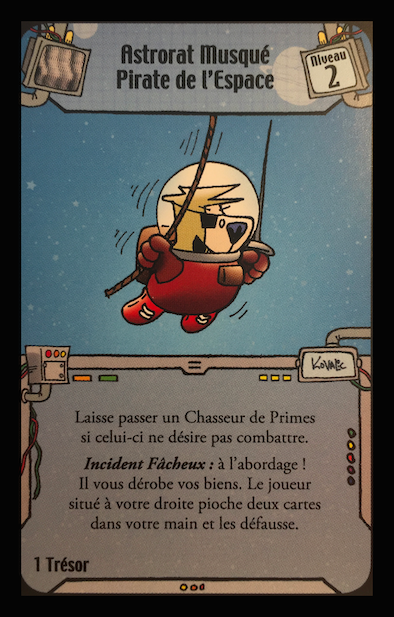 Astrorat Musqué
Pirate de l'Espace
Niveau
2
KOVALIC
Laisse passer un Chasseur de Primes
si celui-ci ne désire pas combattre.
Incident Fâcheux : à l'abordage !
Il vous dérobe vos biens. Le joueur
situé à votre droite pioche deux cartes
dans votre main et les défausse.
1 Trésor